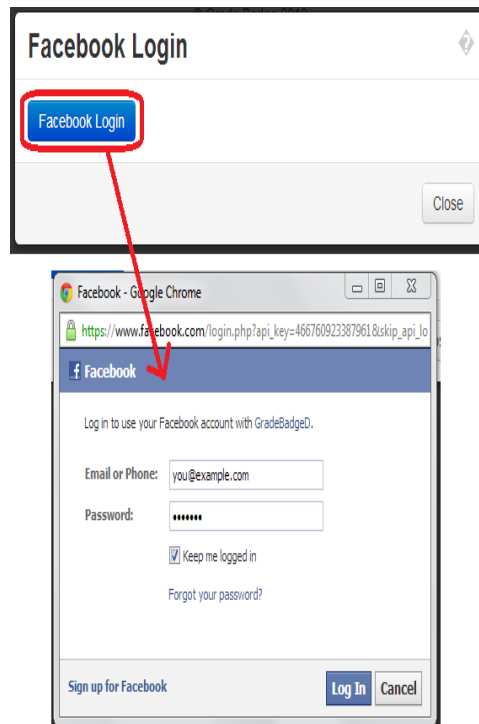 Facebook Login
Facebook Login
Close
Facebook - Google Chrome
https://www.facebook.com/login.php?api_key=466760923387961&skip_api_lo
f Facebook
Log in to use your Facebook account with GradeBadgeD.
Email or Phone: you@example.com
Password: •••••••
Keep me logged in
Forgot your password?
Sign up for Facebook Log In Cancel